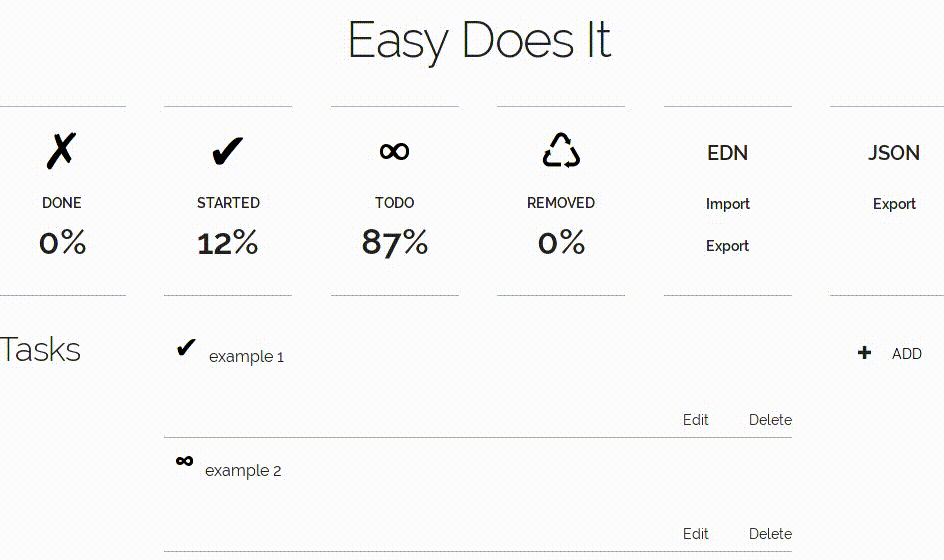 Easy Does It
✗ ✔ ∞ ♺ EDN JSON
DONE STARTED TODO REMOVED Import Export
0% 12% 87% 0% Export
Tasks ✔ example 1 + ADD
Edit Delete
∞ example 2
Edit Delete